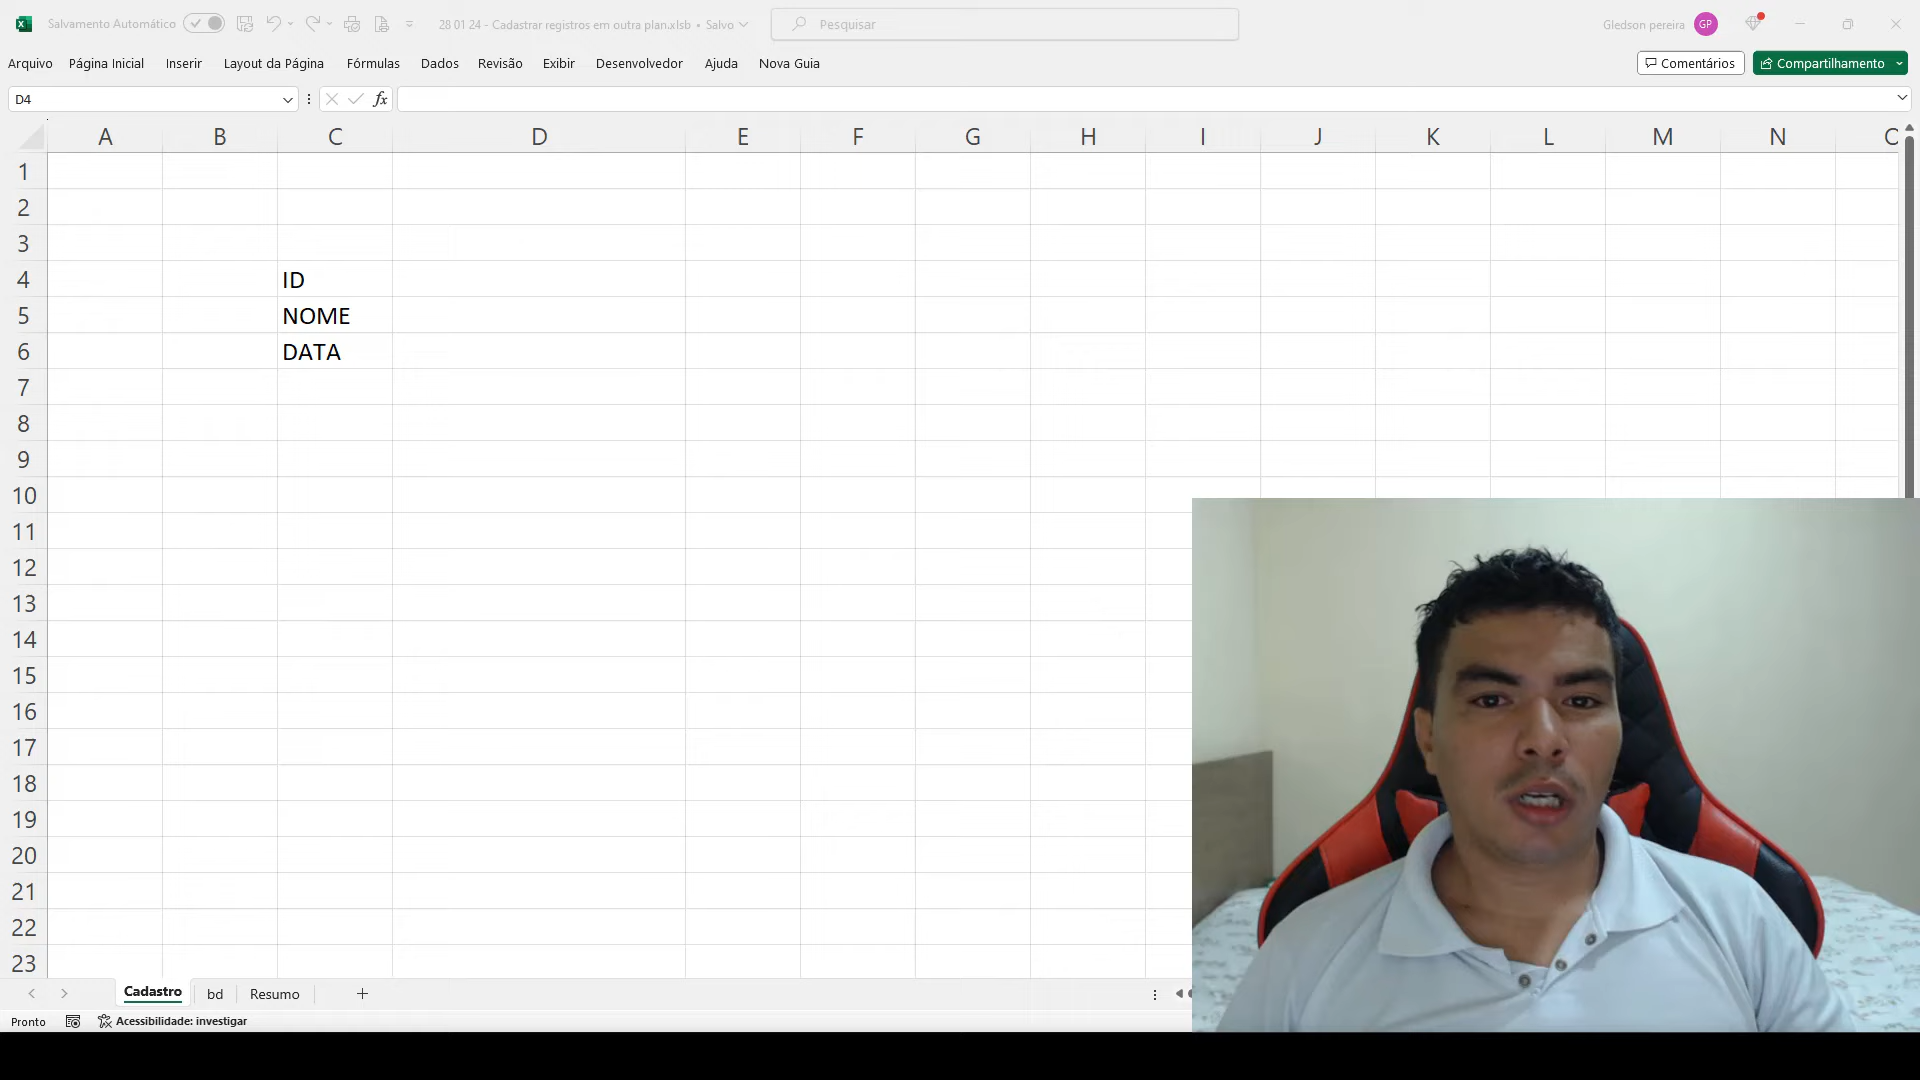 Salvamento Automático
28 01 24 - Cadastrar registros em outra plan.xlsb • Salvo
Pesquisar
Gledson pereira
GP
Arquivo Página Inicial Inserir Layout da Página Fórmulas Dados Revisão Exibir Desenvolvedor Ajuda Nova Guia
Comentários
Compartilhamento
D4
fx
A B C D E F G H I J K L M N O
1
2
3
4 ID
5 NOME
6 DATA
7
8
9
10
11
12
13
14
15
16
17
18
19
20
21
22
23
Cadastro bd Resumo
Pronto
Acessibilidade: investigar